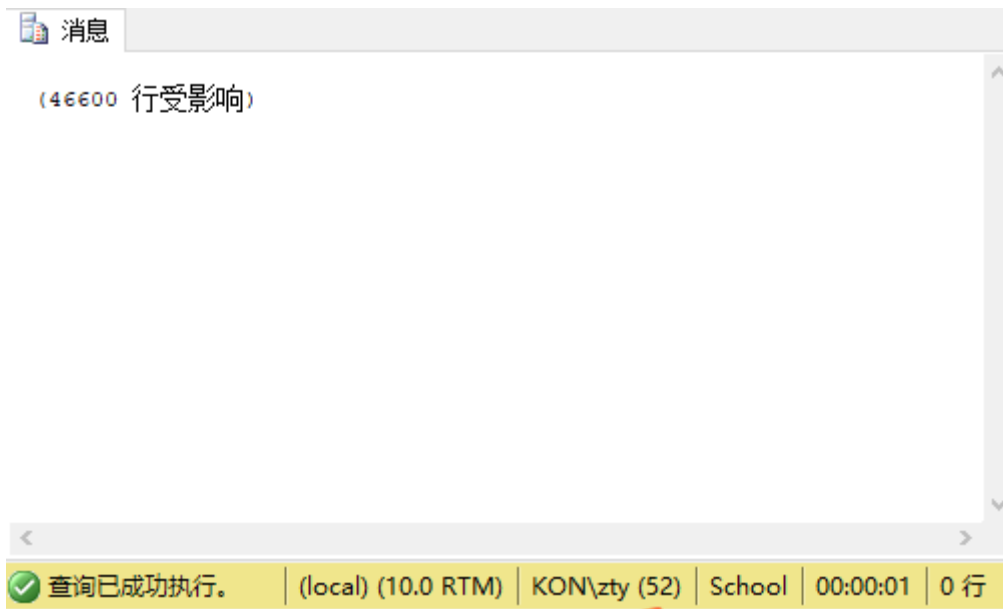 消息
(46600 行受影响)
查询已成功执行。 (local) (10.0 RTM) KON\zty (52) School 00:00:01 0 行